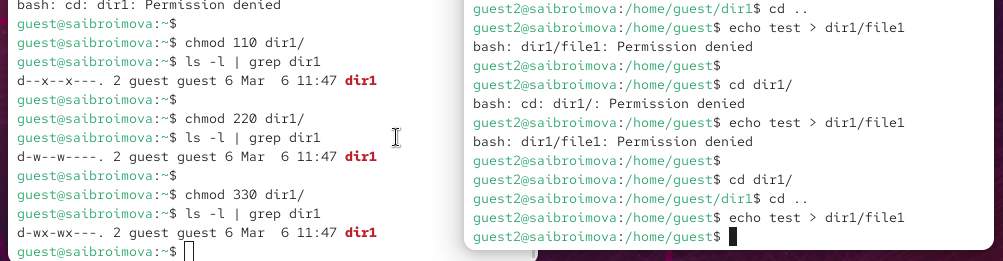 bash: cd: dir1: Permission denied
guest@saibroimova:~$
guest@saibroimova:~$ chmod 110 dir1/
guest@saibroimova:~$ ls -l | grep dir1
d--x--x---. 2 guest guest 6 Mar  6 11:47 dir1
guest@saibroimova:~$
guest@saibroimova:~$ chmod 220 dir1/
guest@saibroimova:~$ ls -l | grep dir1
d-w--w----. 2 guest guest 6 Mar  6 11:47 dir1
guest@saibroimova:~$
guest@saibroimova:~$ chmod 330 dir1/
guest@saibroimova:~$ ls -l | grep dir1
d-wx-wx---. 2 guest guest 6 Mar  6 11:47 dir1
guest@saibroimova:~$
guest2@saibroimova:/home/guest/dir1$ cd ..
guest2@saibroimova:/home/guest$ echo test > dir1/file1
bash: dir1/file1: Permission denied
guest2@saibroimova:/home/guest$
guest2@saibroimova:/home/guest$ cd dir1/
bash: cd: dir1/: Permission denied
guest2@saibroimova:/home/guest$ echo test > dir1/file1
bash: dir1/file1: Permission denied
guest2@saibroimova:/home/guest$
guest2@saibroimova:/home/guest$ cd dir1/
guest2@saibroimova:/home/guest/dir1$ cd ..
guest2@saibroimova:/home/guest$ echo test > dir1/file1
guest2@saibroimova:/home/guest$